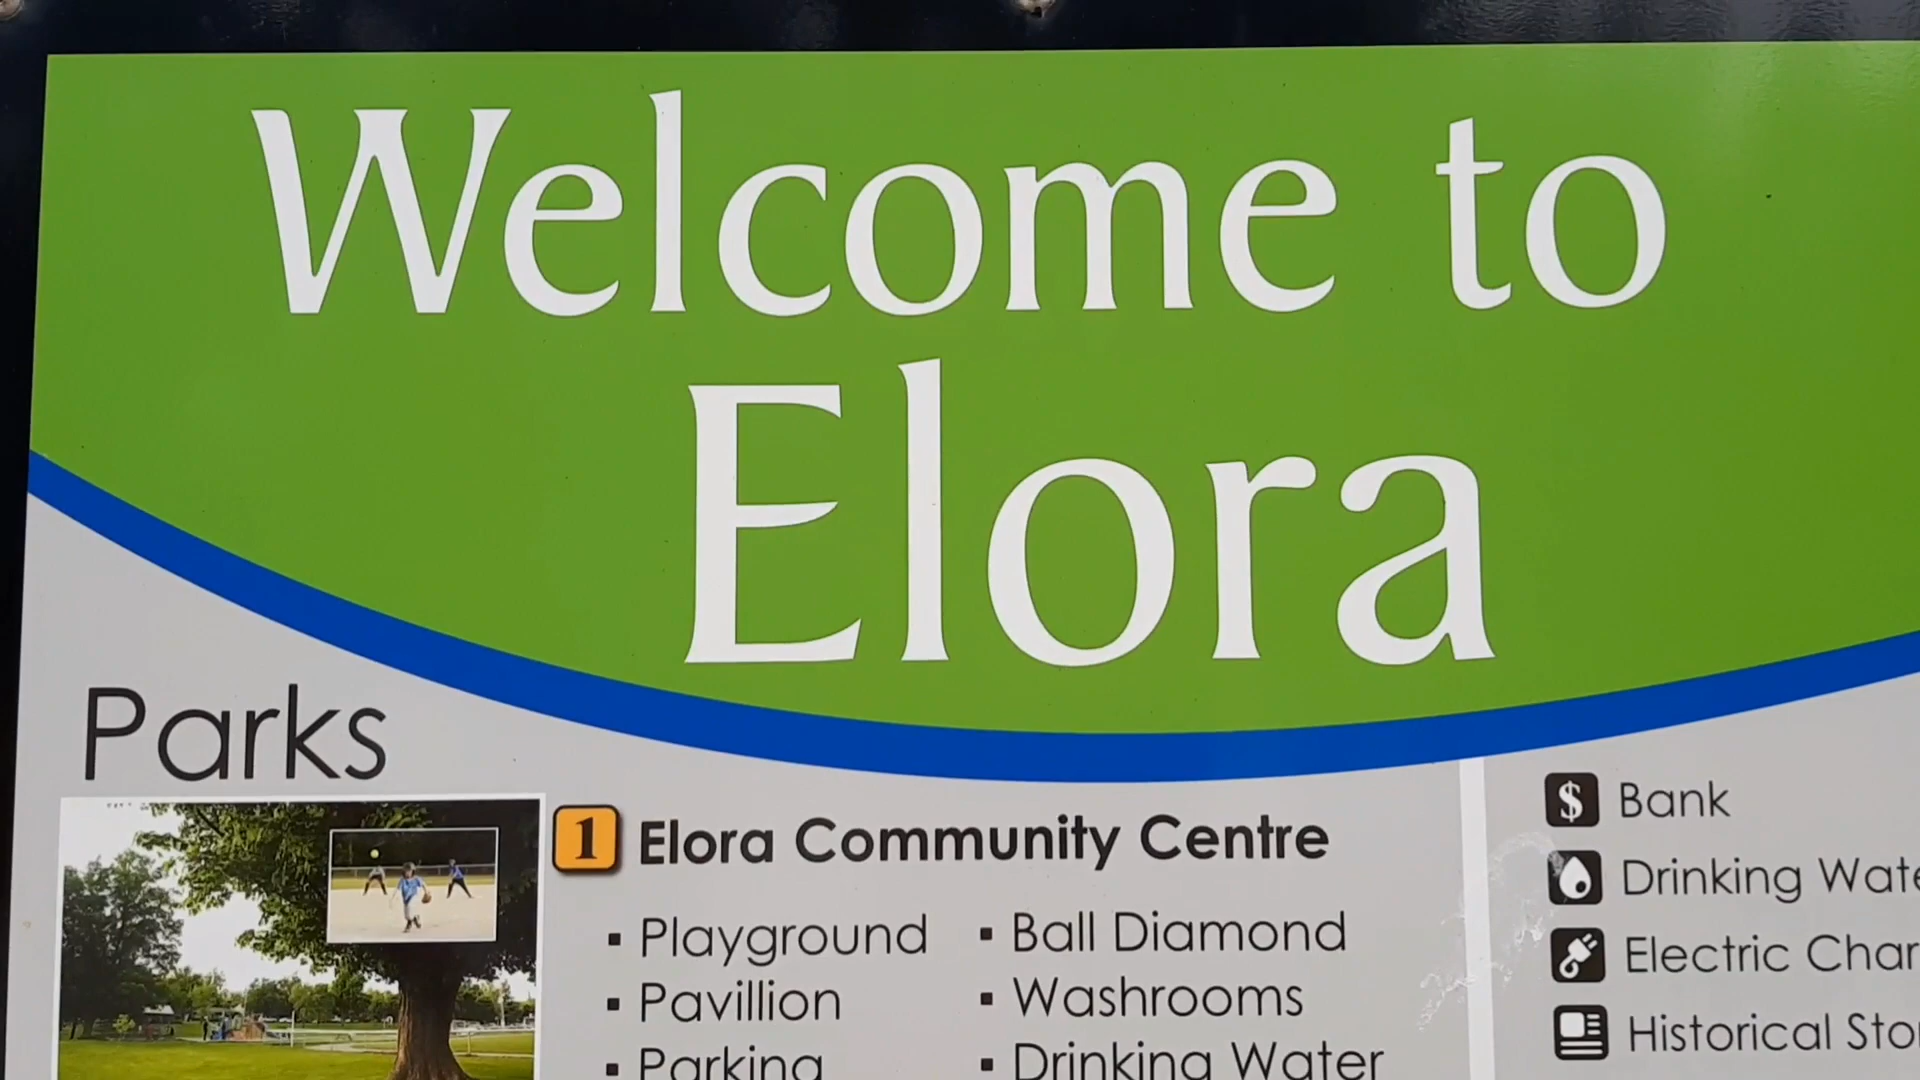 Welcome to
Elora
Parks
1 Elora Community Centre
▪ Playground
▪ Pavillion
▪ Parking
▪ Ball Diamond
▪ Washrooms
▪ Drinking Water
$ Bank
Drinking Wate
Electric Char
Historical Sto